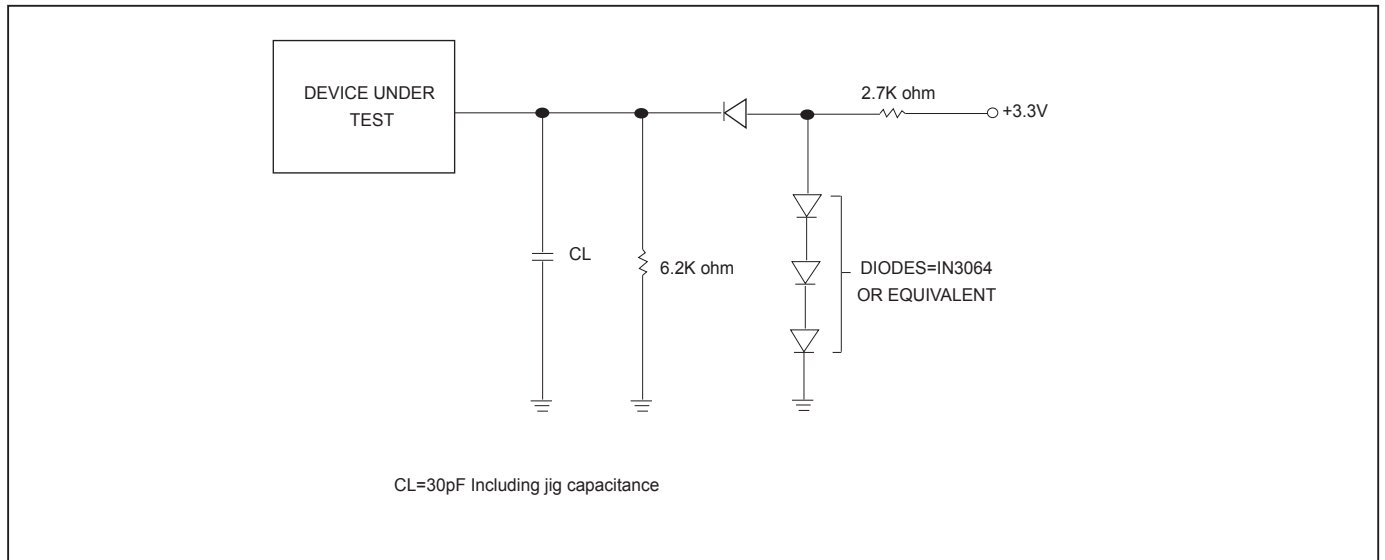 DEVICE UNDER
TEST
2.7K ohm
+3.3V
CL
6.2K ohm
DIODES=IN3064
OR EQUIVALENT
CL=30pF Including jig capacitance